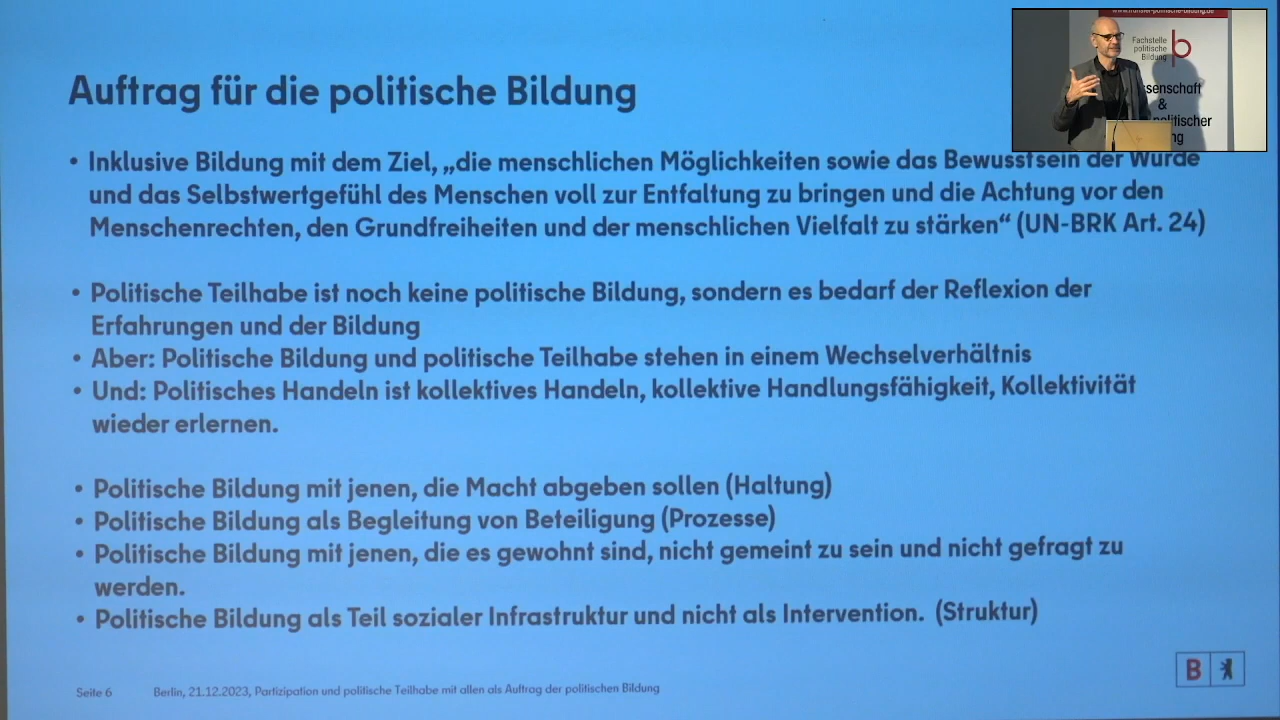 www.transfer-politische-bildung.de
Fachstelle
politische
Bildung
senschaft
&
politischer
ng
Auftrag für die politische Bildung
• Inklusive Bildung mit dem Ziel, „die menschlichen Möglichkeiten sowie das Bewusstsein der Würde
und das Selbstwertgefühl des Menschen voll zur Entfaltung zu bringen und die Achtung vor den
Menschenrechten, den Grundfreiheiten und der menschlichen Vielfalt zu stärken“ (UN-BRK Art. 24)
• Politische Teilhabe ist noch keine politische Bildung, sondern es bedarf der Reflexion der
Erfahrungen und der Bildung
• Aber: Politische Bildung und politische Teilhabe stehen in einem Wechselverhältnis
• Und: Politisches Handeln ist kollektives Handeln, kollektive Handlungsfähigkeit, Kollektivität
wieder erlernen.
• Politische Bildung mit jenen, die Macht abgeben sollen (Haltung)
• Politische Bildung als Begleitung von Beteiligung (Prozesse)
• Politische Bildung mit jenen, die es gewohnt sind, nicht gemeint zu sein und nicht gefragt zu
werden.
• Politische Bildung als Teil sozialer Infrastruktur und nicht als Intervention. (Struktur)
B
Seite 6 Berlin, 21.12.2023, Partizipation und politische Teilhabe mit allen als Auftrag der politischen Bildung